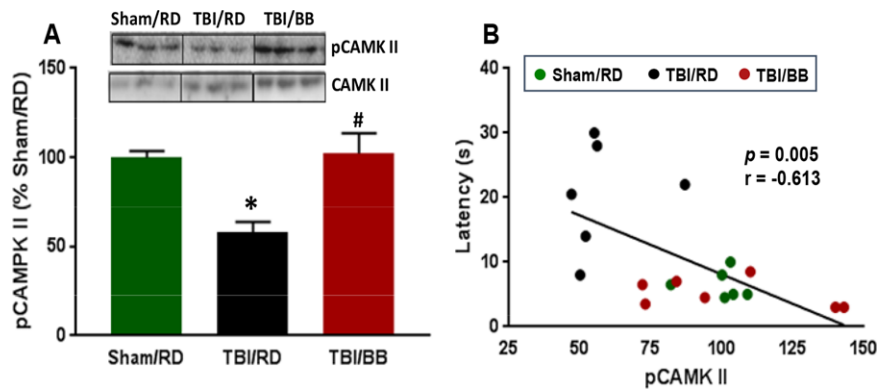 A
Sham/RD TBI/RD TBI/BB
pCAMK II
CAMK II
pCAMPK II (% Sham/RD)
150
100
50
0
*
#
Sham/RD TBI/RD TBI/BB
B
Sham/RD TBI/RD TBI/BB
Latency (s)
40
30
20
10
0
p = 0.005
r = -0.613
25 50 75 100 125 150
pCAMK II